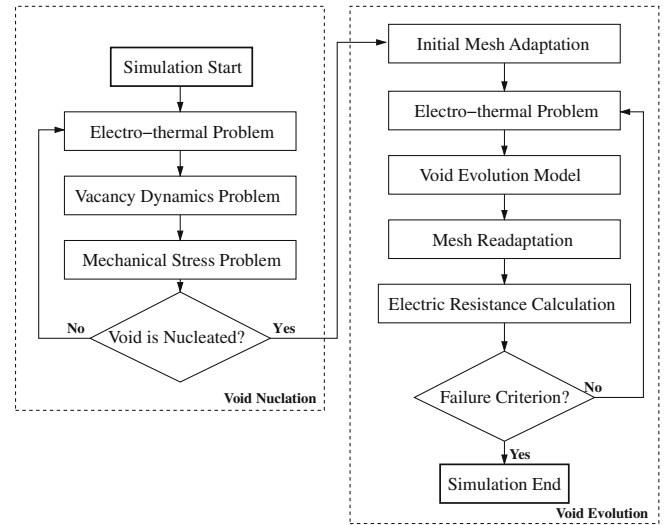 Simulation Start
Electro-thermal Problem
Vacancy Dynamics Problem
Mechanical Stress Problem
Void is Nucleated?
No
Yes
Void Nuclation
Initial Mesh Adaptation
Electro-thermal Problem
Void Evolution Model
Mesh Readaptation
Electric Resistance Calculation
Failure Criterion?
No
Yes
Simulation End
Void Evolution